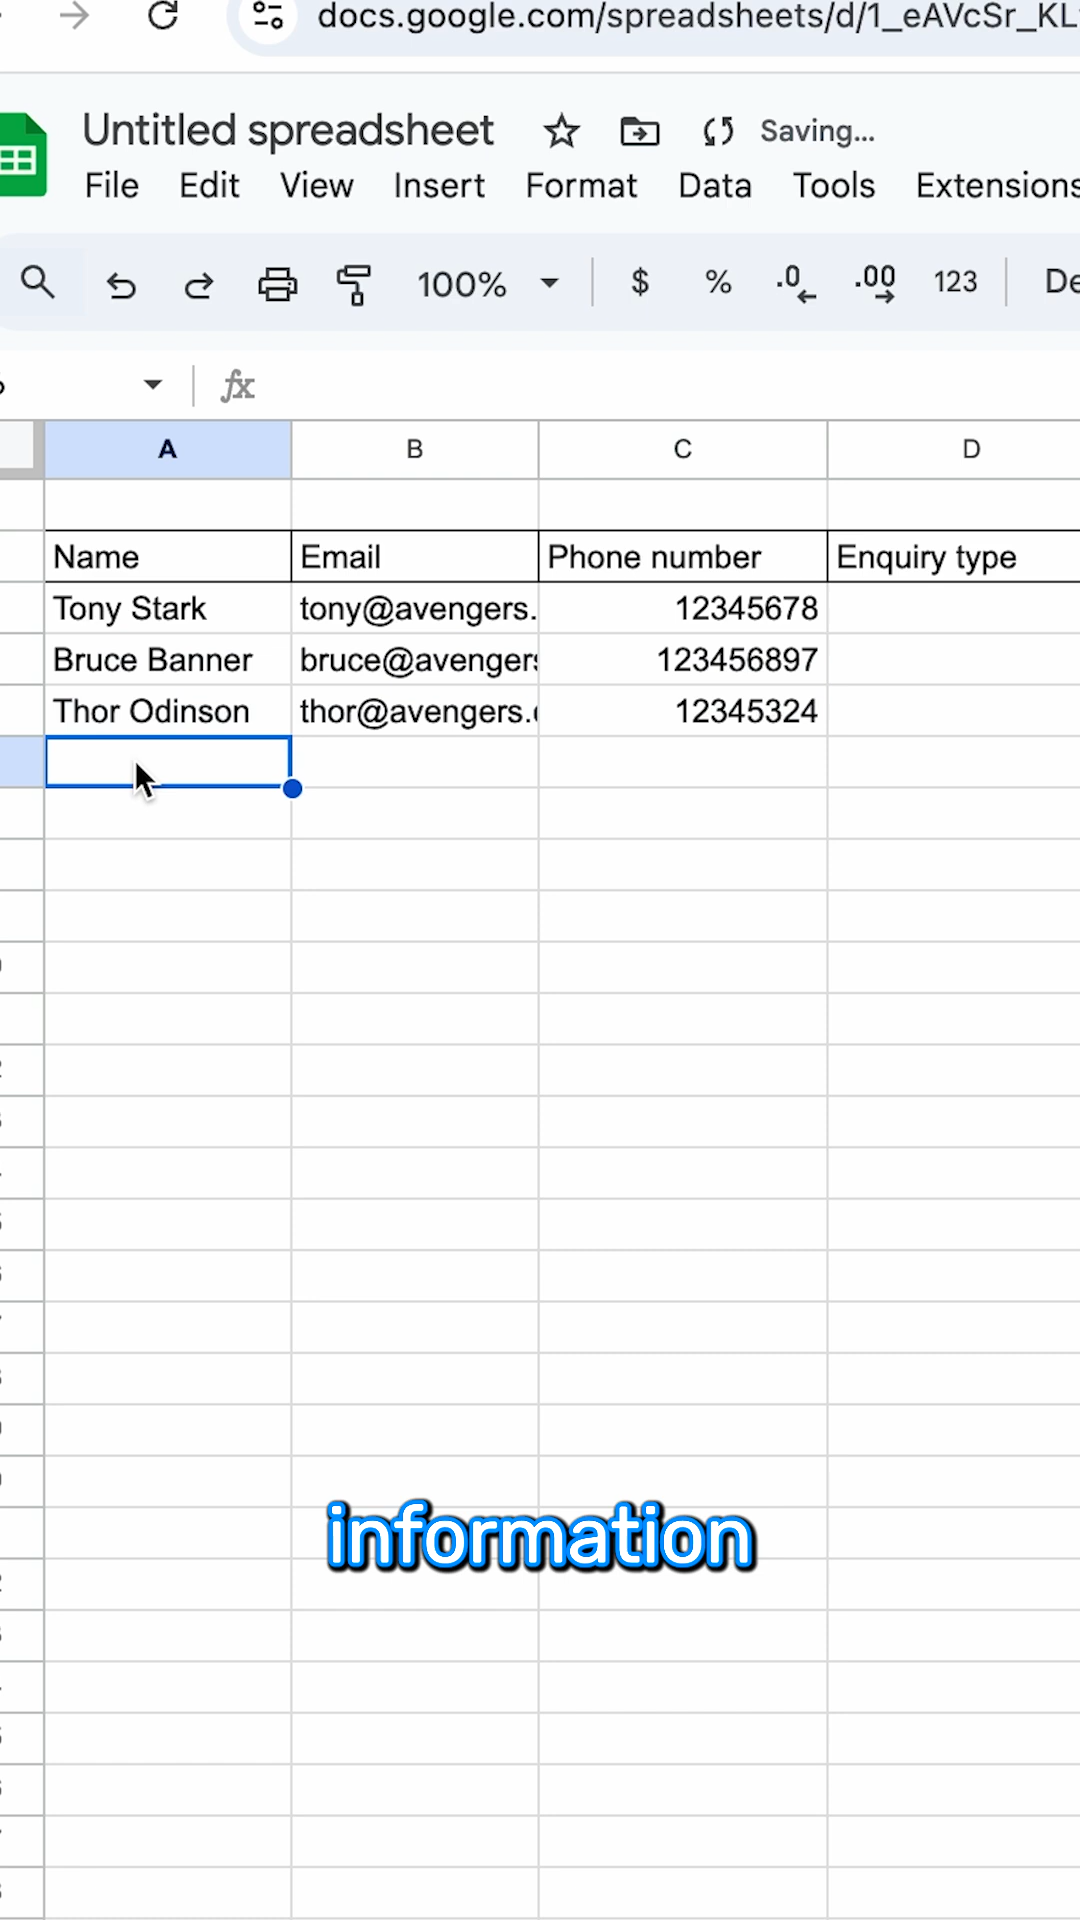 docs.google.com/spreadsheets/d/1_eAVcSr_KL
Untitled spreadsheet Saving...
File Edit View Insert Format Data Tools Extensions
100% $ % .0 .00 123
fx
A B C D
Name Email Phone number Enquiry type
Tony Stark tony@avengers. 12345678
Bruce Banner bruce@avengers 123456897
Thor Odinson thor@avengers. 12345324
information